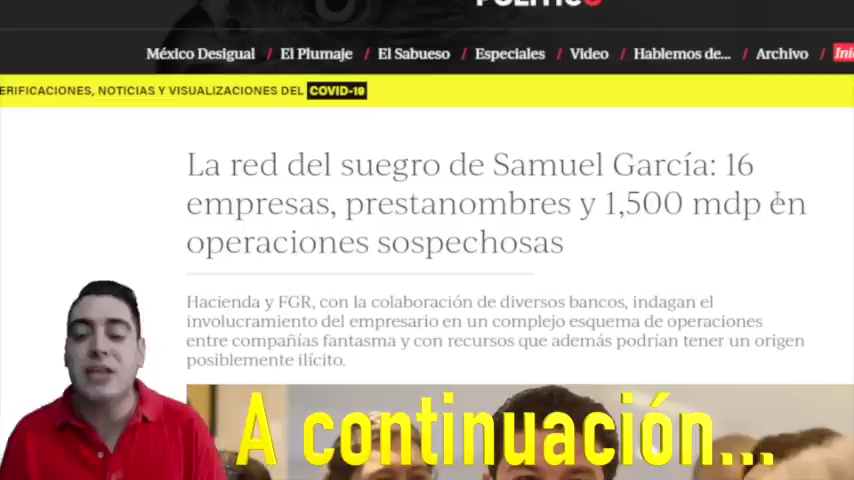 POLÍTICO
México Desigual / El Plumaje / El Sabueso / Especiales / Video / Hablemos de... / Archivo /
ERIFICACIONES, NOTICIAS Y VISUALIZACIONES DEL COVID-19
La red del suegro de Samuel García: 16
empresas, prestanombres y 1,500 mdp en
operaciones sospechosas
Hacienda y FGR, con la colaboración de diversos bancos, indagan el
involucramiento del empresario en un complejo esquema de operaciones
entre compañías fantasma y con recursos que además podrían tener un origen
posiblemente ilícito.
A continuación...